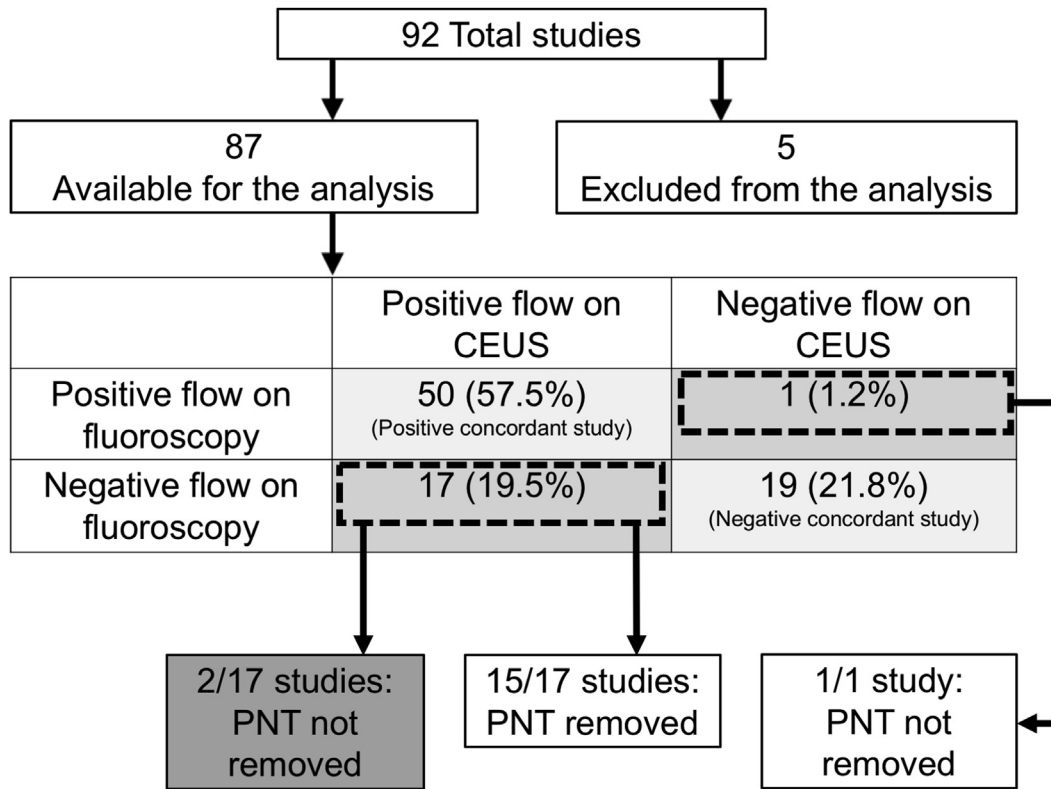 92 Total studies
87
Available for the analysis
5
Excluded from the analysis
Positive flow on
CEUS
Negative flow on
CEUS
Positive flow on
fluoroscopy
50 (57.5%)
(Positive concordant study)
1 (1.2%)
Negative flow on
fluoroscopy
17 (19.5%)
19 (21.8%)
(Negative concordant study)
2/17 studies:
PNT not
removed
15/17 studies:
PNT removed
1/1 study:
PNT not
removed